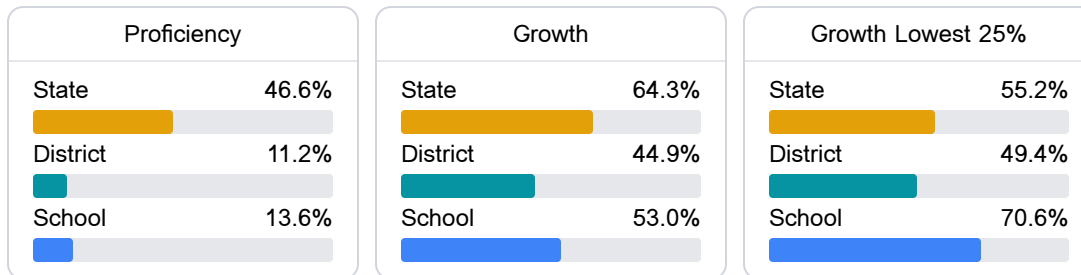 Proficiency
State 46.6%
District 11.2%
School 13.6%
Growth
State 64.3%
District 44.9%
School 53.0%
Growth Lowest 25%
State 55.2%
District 49.4%
School 70.6%